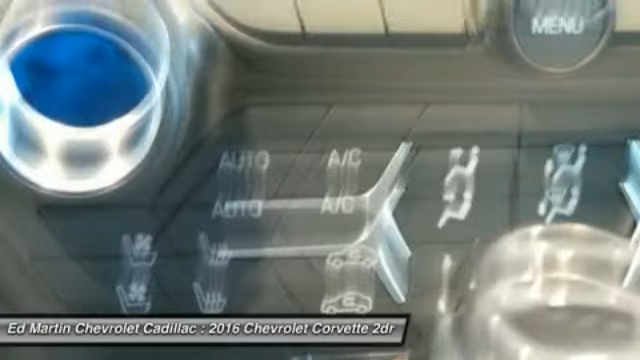 MENU
AUTO A/C
AUTO A/C
Ed Martin Chevrolet Cadillac : 2016 Chevrolet Corvette 2dr